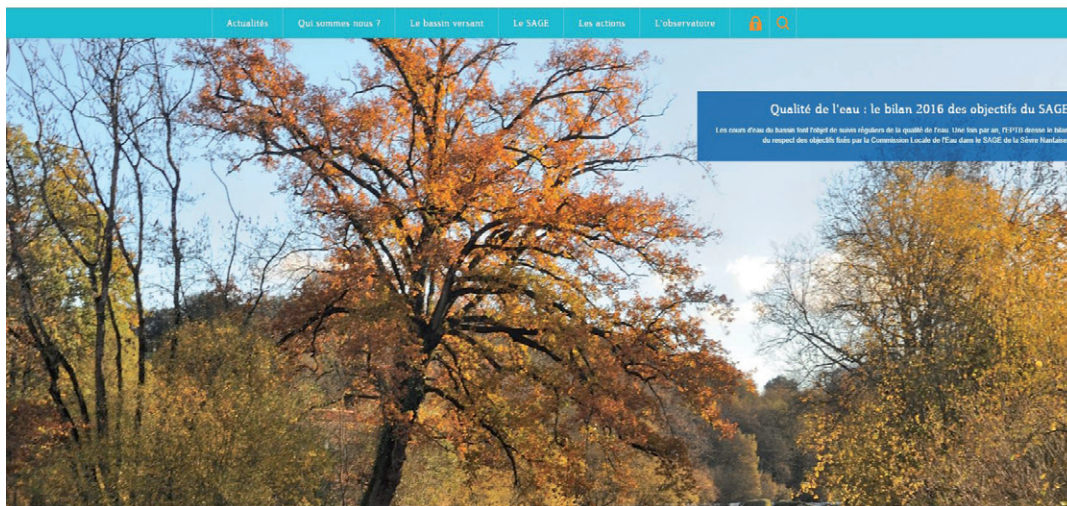 Actualités
Qui sommes nous ?
Le bassin versant
Le SAGE
Les actions
L'observatoire
Qualité de l'eau : le bilan 2016 des objectifs du SAGE
Les cours d'eau du bassin font l'objet de suivis réguliers de la qualité de l'eau. Une fois par an, l'EPTB dresse le bilan
du respect des objectifs fixés par la Commission Locale de l'Eau dans le SAGE de la Sèvre Nantaise